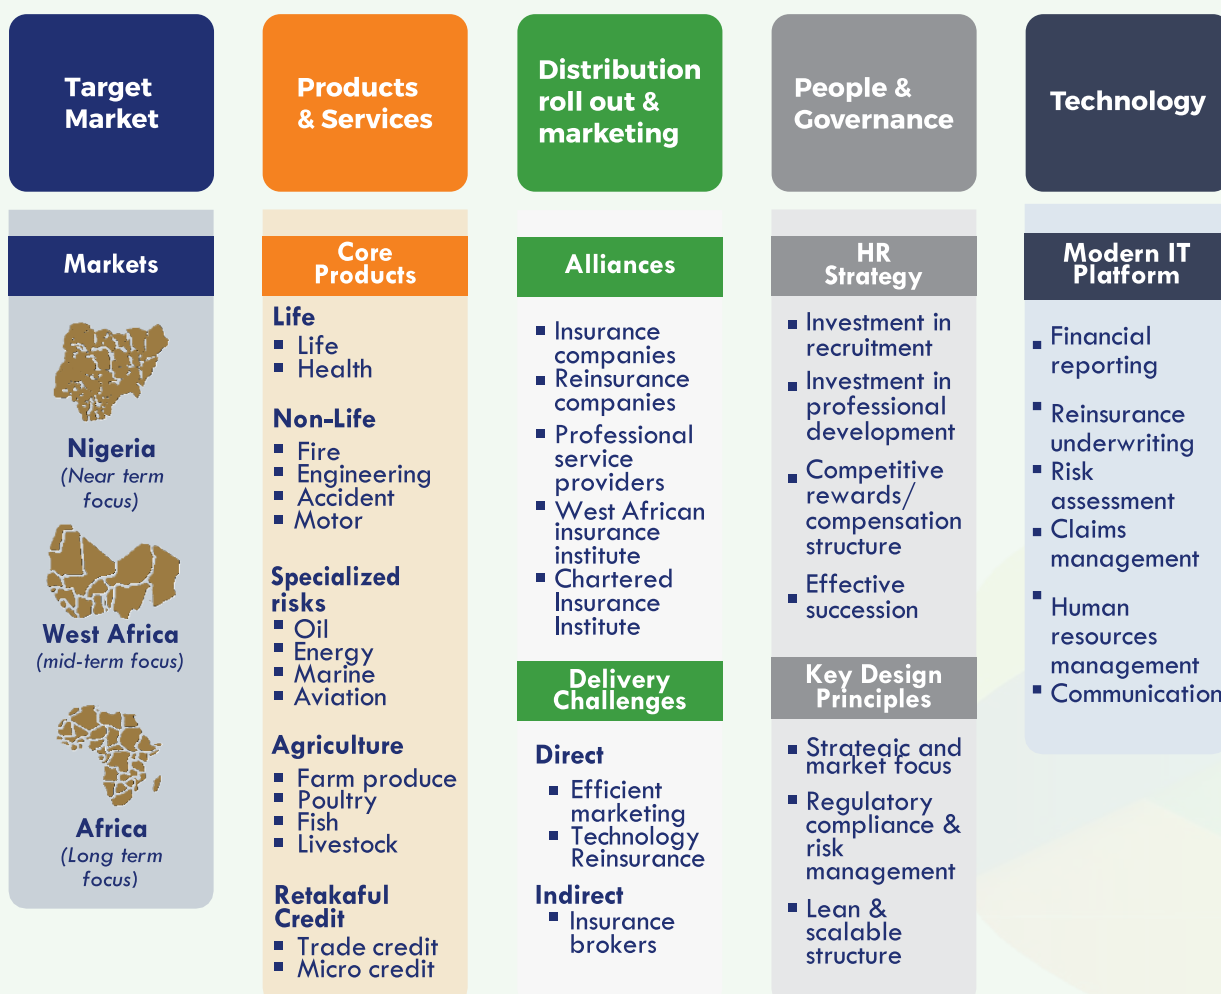 Target
Market
Markets
Nigeria
(Near term
focus)
West Africa
(mid-term focus)
Africa
(Long term
focus)
Products
& Services
Core
Products
Life
▪ Life
▪ Health
Non-Life
▪ Fire
▪ Engineering
▪ Accident
▪ Motor
Specialized
risks
▪ Oil
▪ Energy
▪ Marine
▪ Aviation
Agriculture
▪ Farm produce
▪ Poultry
▪ Fish
▪ Livestock
Retakaful
Credit
▪ Trade credit
▪ Micro credit
Distribution
roll out &
marketing
Alliances
▪ Insurance
companies
▪ Reinsurance
companies
▪ Professional
service
providers
▪ West African
insurance
institute
▪ Chartered
Insurance
Institute
Delivery
Challenges
Direct
▪ Efficient
marketing
▪ Technology
Reinsurance
Indirect
▪ Insurance
brokers
People &
Governance
HR
Strategy
▪ Investment in
recruitment
▪ Investment in
professional
development
▪ Competitive
rewards/
compensation
structure
▪ Effective
succession
Key Design
Principles
▪ Strategic and
market focus
▪ Regulatory
compliance &
risk
management
▪ Lean &
scalable
structure
Technology
Modern IT
Platform
▪ Financial
reporting
▪ Reinsurance
underwriting
▪ Risk
assessment
▪ Claims
management
▪ Human
resources
management
▪ Communication